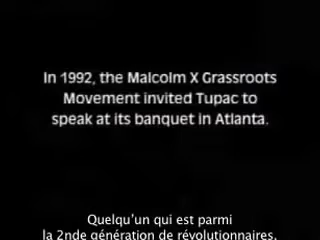 In 1992, the Malcolm X Grassroots
Movement invited Tupac to
speak at its banquet in Atlanta.
Quelqu'un qui est parmi
la 2nde génération de révolutionnaires.